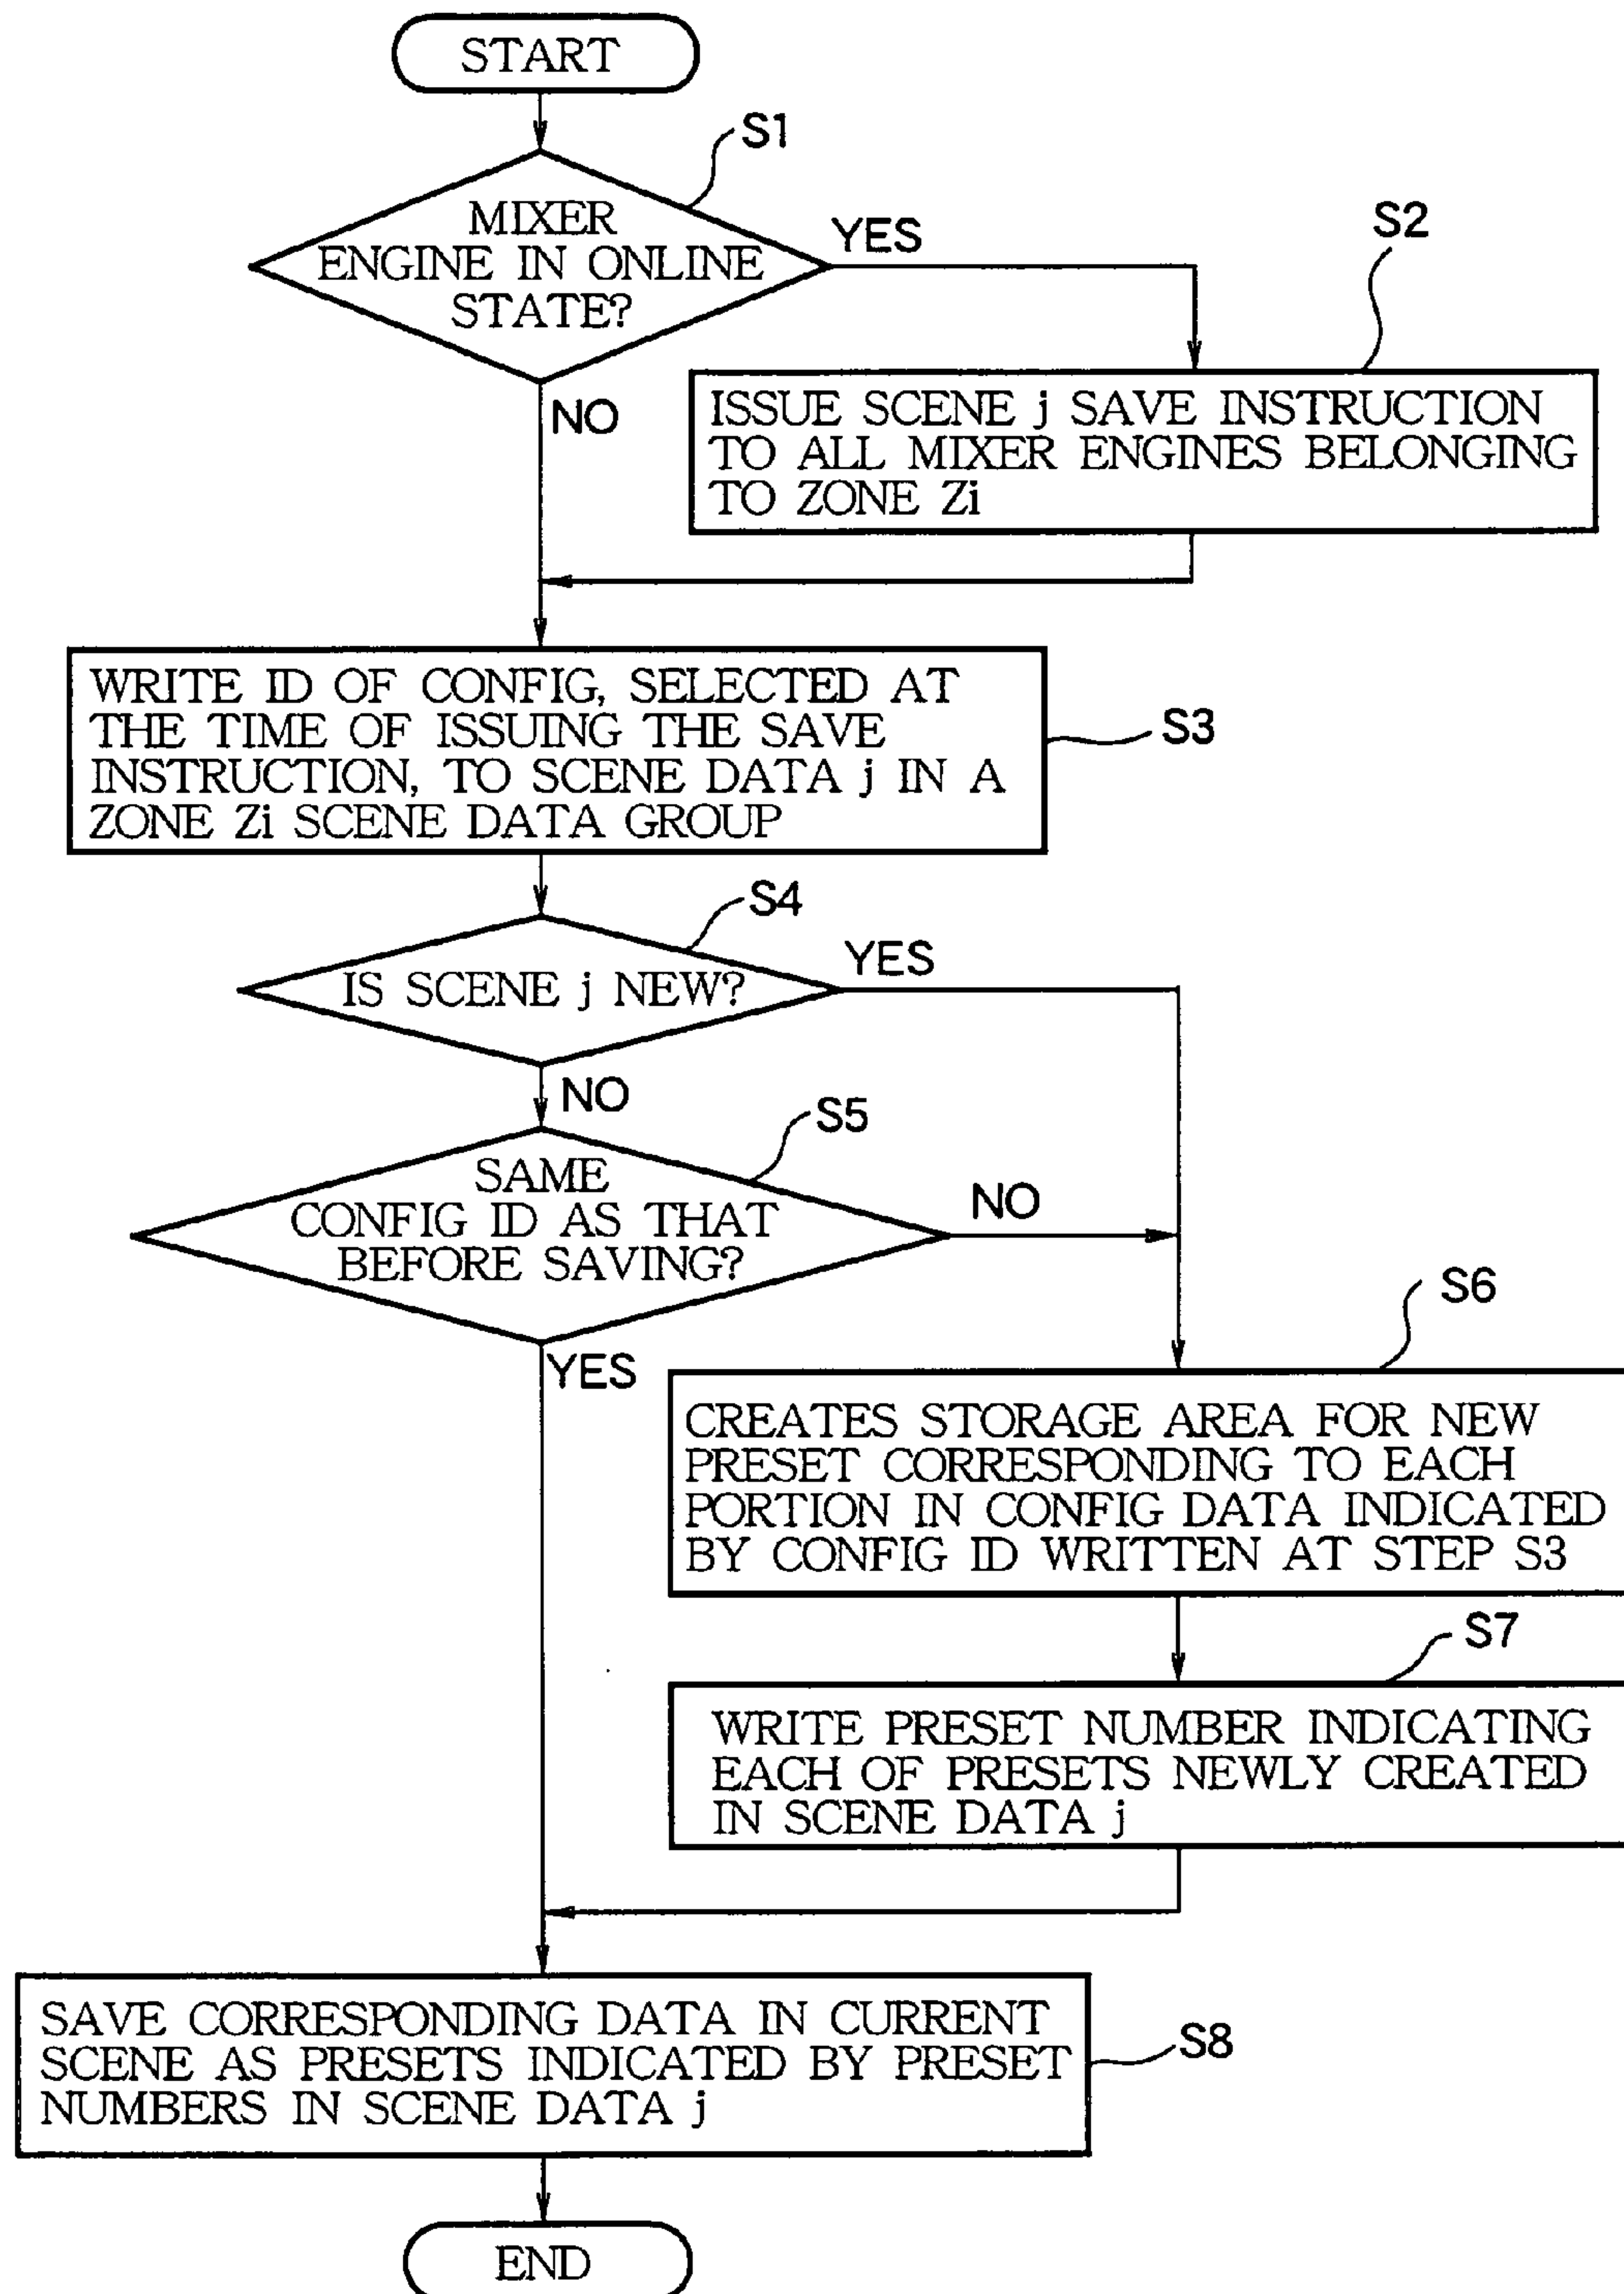 START
S1
MIXER
ENGINE IN ONLINE
STATE?
YES
NO
S2
ISSUE SCENE j SAVE INSTRUCTION
TO ALL MIXER ENGINES BELONGING
TO ZONE Zi
WRITE ID OF CONFIG, SELECTED AT
THE TIME OF ISSUING THE SAVE
INSTRUCTION, TO SCENE DATA j IN A
ZONE Zi SCENE DATA GROUP
S3
S4
IS SCENE j NEW?
YES
NO
S5
SAME
CONFIG ID AS THAT
BEFORE SAVING?
NO
YES
S6
CREATES STORAGE AREA FOR NEW
PRESET CORRESPONDING TO EACH
PORTION IN CONFIG DATA INDICATED
BY CONFIG ID WRITTEN AT STEP S3
S7
WRITE PRESET NUMBER INDICATING
EACH OF PRESETS NEWLY CREATED
IN SCENE DATA j
SAVE CORRESPONDING DATA IN CURRENT
SCENE AS PRESETS INDICATED BY PRESET
NUMBERS IN SCENE DATA j
S8
END